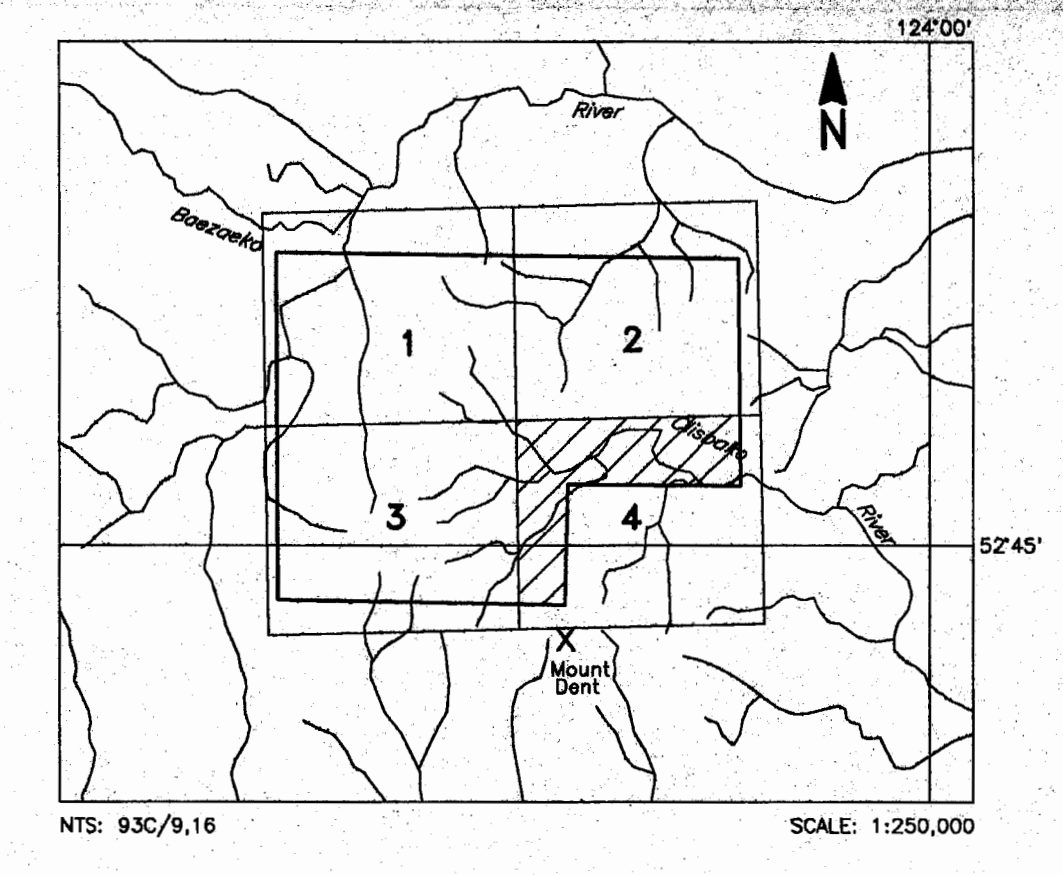 124°00'
River
N
Baezaeko
1
2
Clisbako
3
4
River
52°45'
X
Mount
Dent
NTS: 93C/9,16
SCALE: 1:250,000